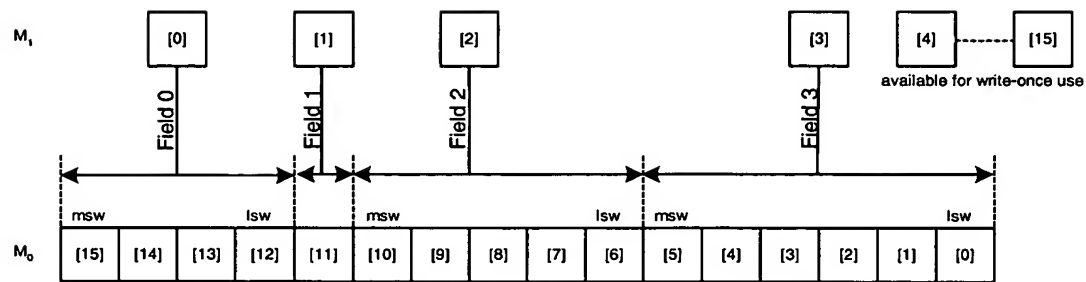 M₁ [0] [1] [2] [3] [4] [15]
available for write-once use
Field 0 Field 1 Field 2 Field 3
msw lsw msw lsw msw lsw
M₀ [15] [14] [13] [12] [11] [10] [9] [8] [7] [6] [5] [4] [3] [2] [1] [0]